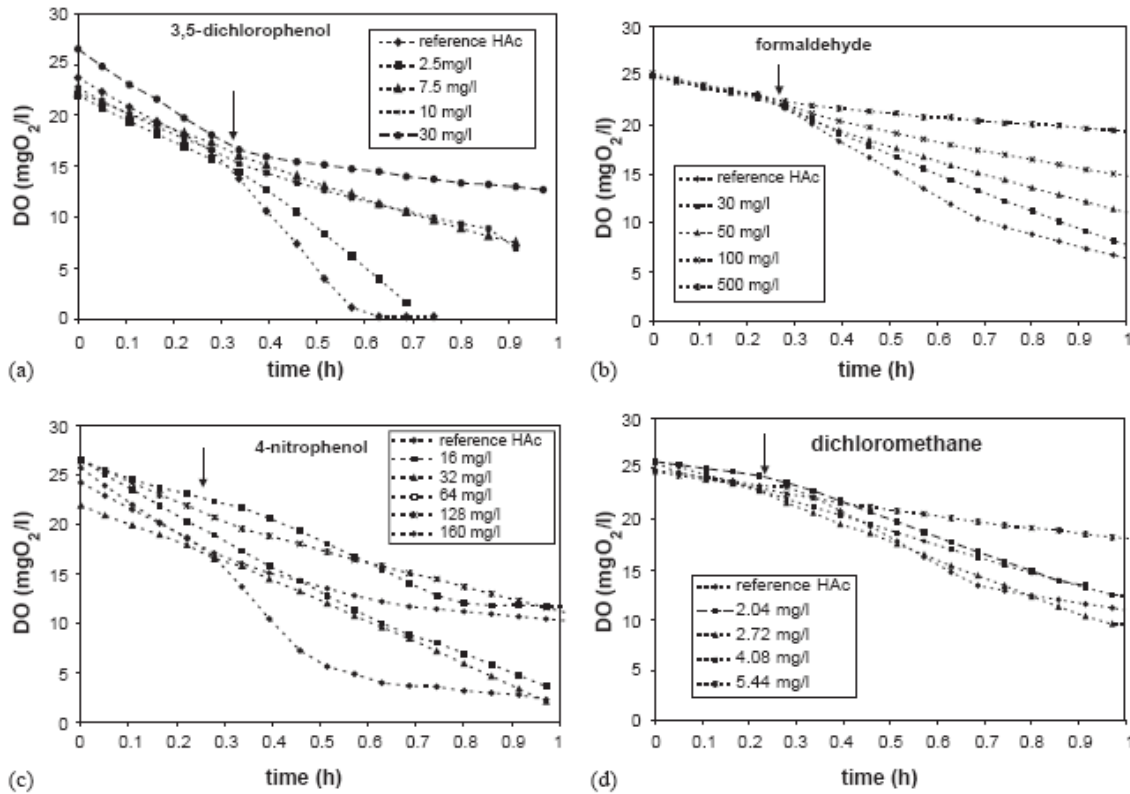 3,5-dichlorophenol
reference HAc
2.5mg/l
7.5 mg/l
10 mg/l
30 mg/l
DO (mgO2/l)
30
25
20
15
10
5
0
0 0.1 0.2 0.3 0.4 0.5 0.6 0.7 0.8 0.9 1
time (h)
(a)
formaldehyde
reference HAc
30 mg/l
50 mg/l
100 mg/l
500 mg/l
DO (mgO2/l)
30
25
20
15
10
5
0
0 0.1 0.2 0.3 0.4 0.5 0.6 0.7 0.8 0.9 1
time (h)
(b)
4-nitrophenol
reference HAc
16 mg/l
32 mg/l
64 mg/l
128 mg/l
160 mg/l
DO (mgO2/l)
30
25
20
15
10
5
0
0 0.1 0.2 0.3 0.4 0.5 0.6 0.7 0.8 0.9 1
time (h)
(c)
dichloromethane
reference HAc
2.04 mg/l
2.72 mg/l
4.08 mg/l
5.44 mg/l
DO (mgO2/l)
30
25
20
15
10
5
0
0 0.1 0.2 0.3 0.4 0.5 0.6 0.7 0.8 0.9 1
time (h)
(d)